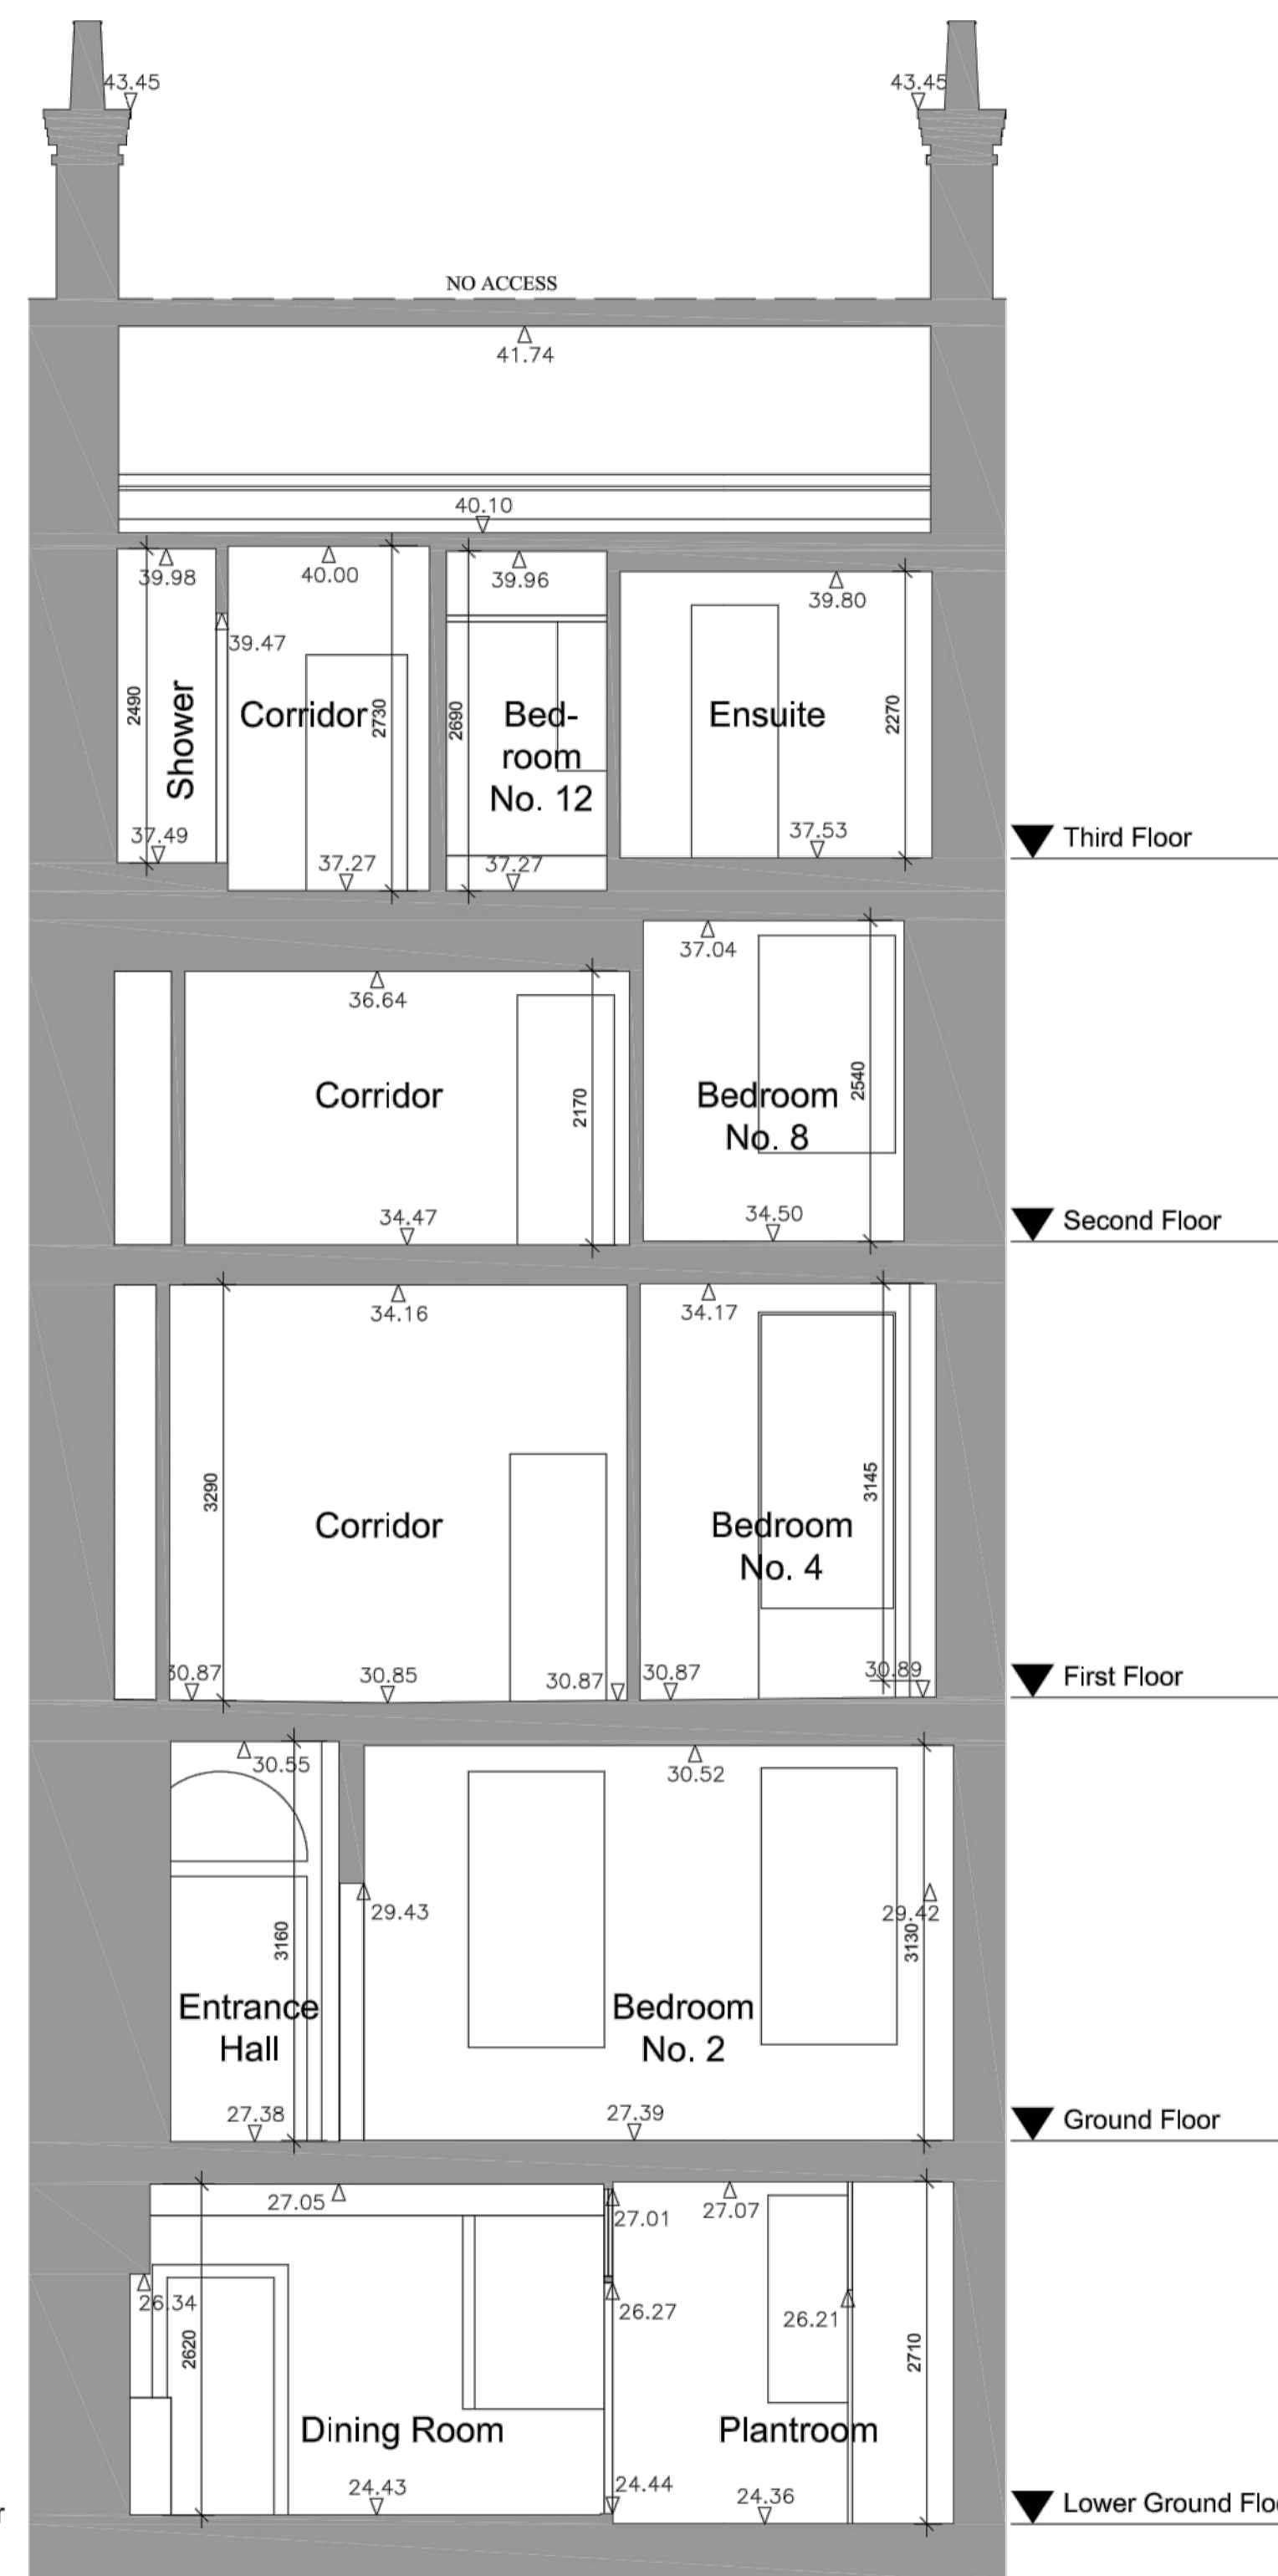 43.45
43.45
NO ACCESS
41.74
40.10
39.98
40.00
39.96
39.80
39.47
2490
Shower
Corridor
2730
2690
Bed-
room
No. 12
Ensuite
2270
37.49
37.27
37.27
37.53
Third Floor
37.04
36.64
Corridor
2170
Bedroom
No. 8
2540
34.47
34.50
Second Floor
34.16
34.17
3290
Corridor
Bedroom
No. 4
3145
30.87
30.85
30.87
30.87
30.89
First Floor
30.55
30.52
29.43
29.42
3160
3130
Entrance
Hall
Bedroom
No. 2
27.38
27.39
Ground Floor
27.05
27.01
27.07
26.34
26.27
26.21
2620
2710
Dining Room
Plantroom
24.43
24.44
24.36
Lower Ground